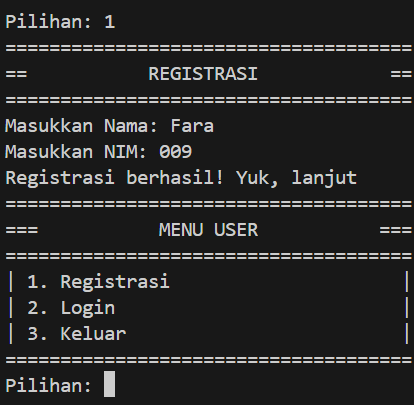 Pilihan: 1
=====================================
==           REGISTRASI            ==
=====================================
Masukkan Nama: Fara
Masukkan NIM: 009
Registrasi berhasil! Yuk, lanjut
=====================================
===           MENU USER           ===
=====================================
| 1. Registrasi                     |
| 2. Login                          |
| 3. Keluar                         |
=====================================
Pilihan: